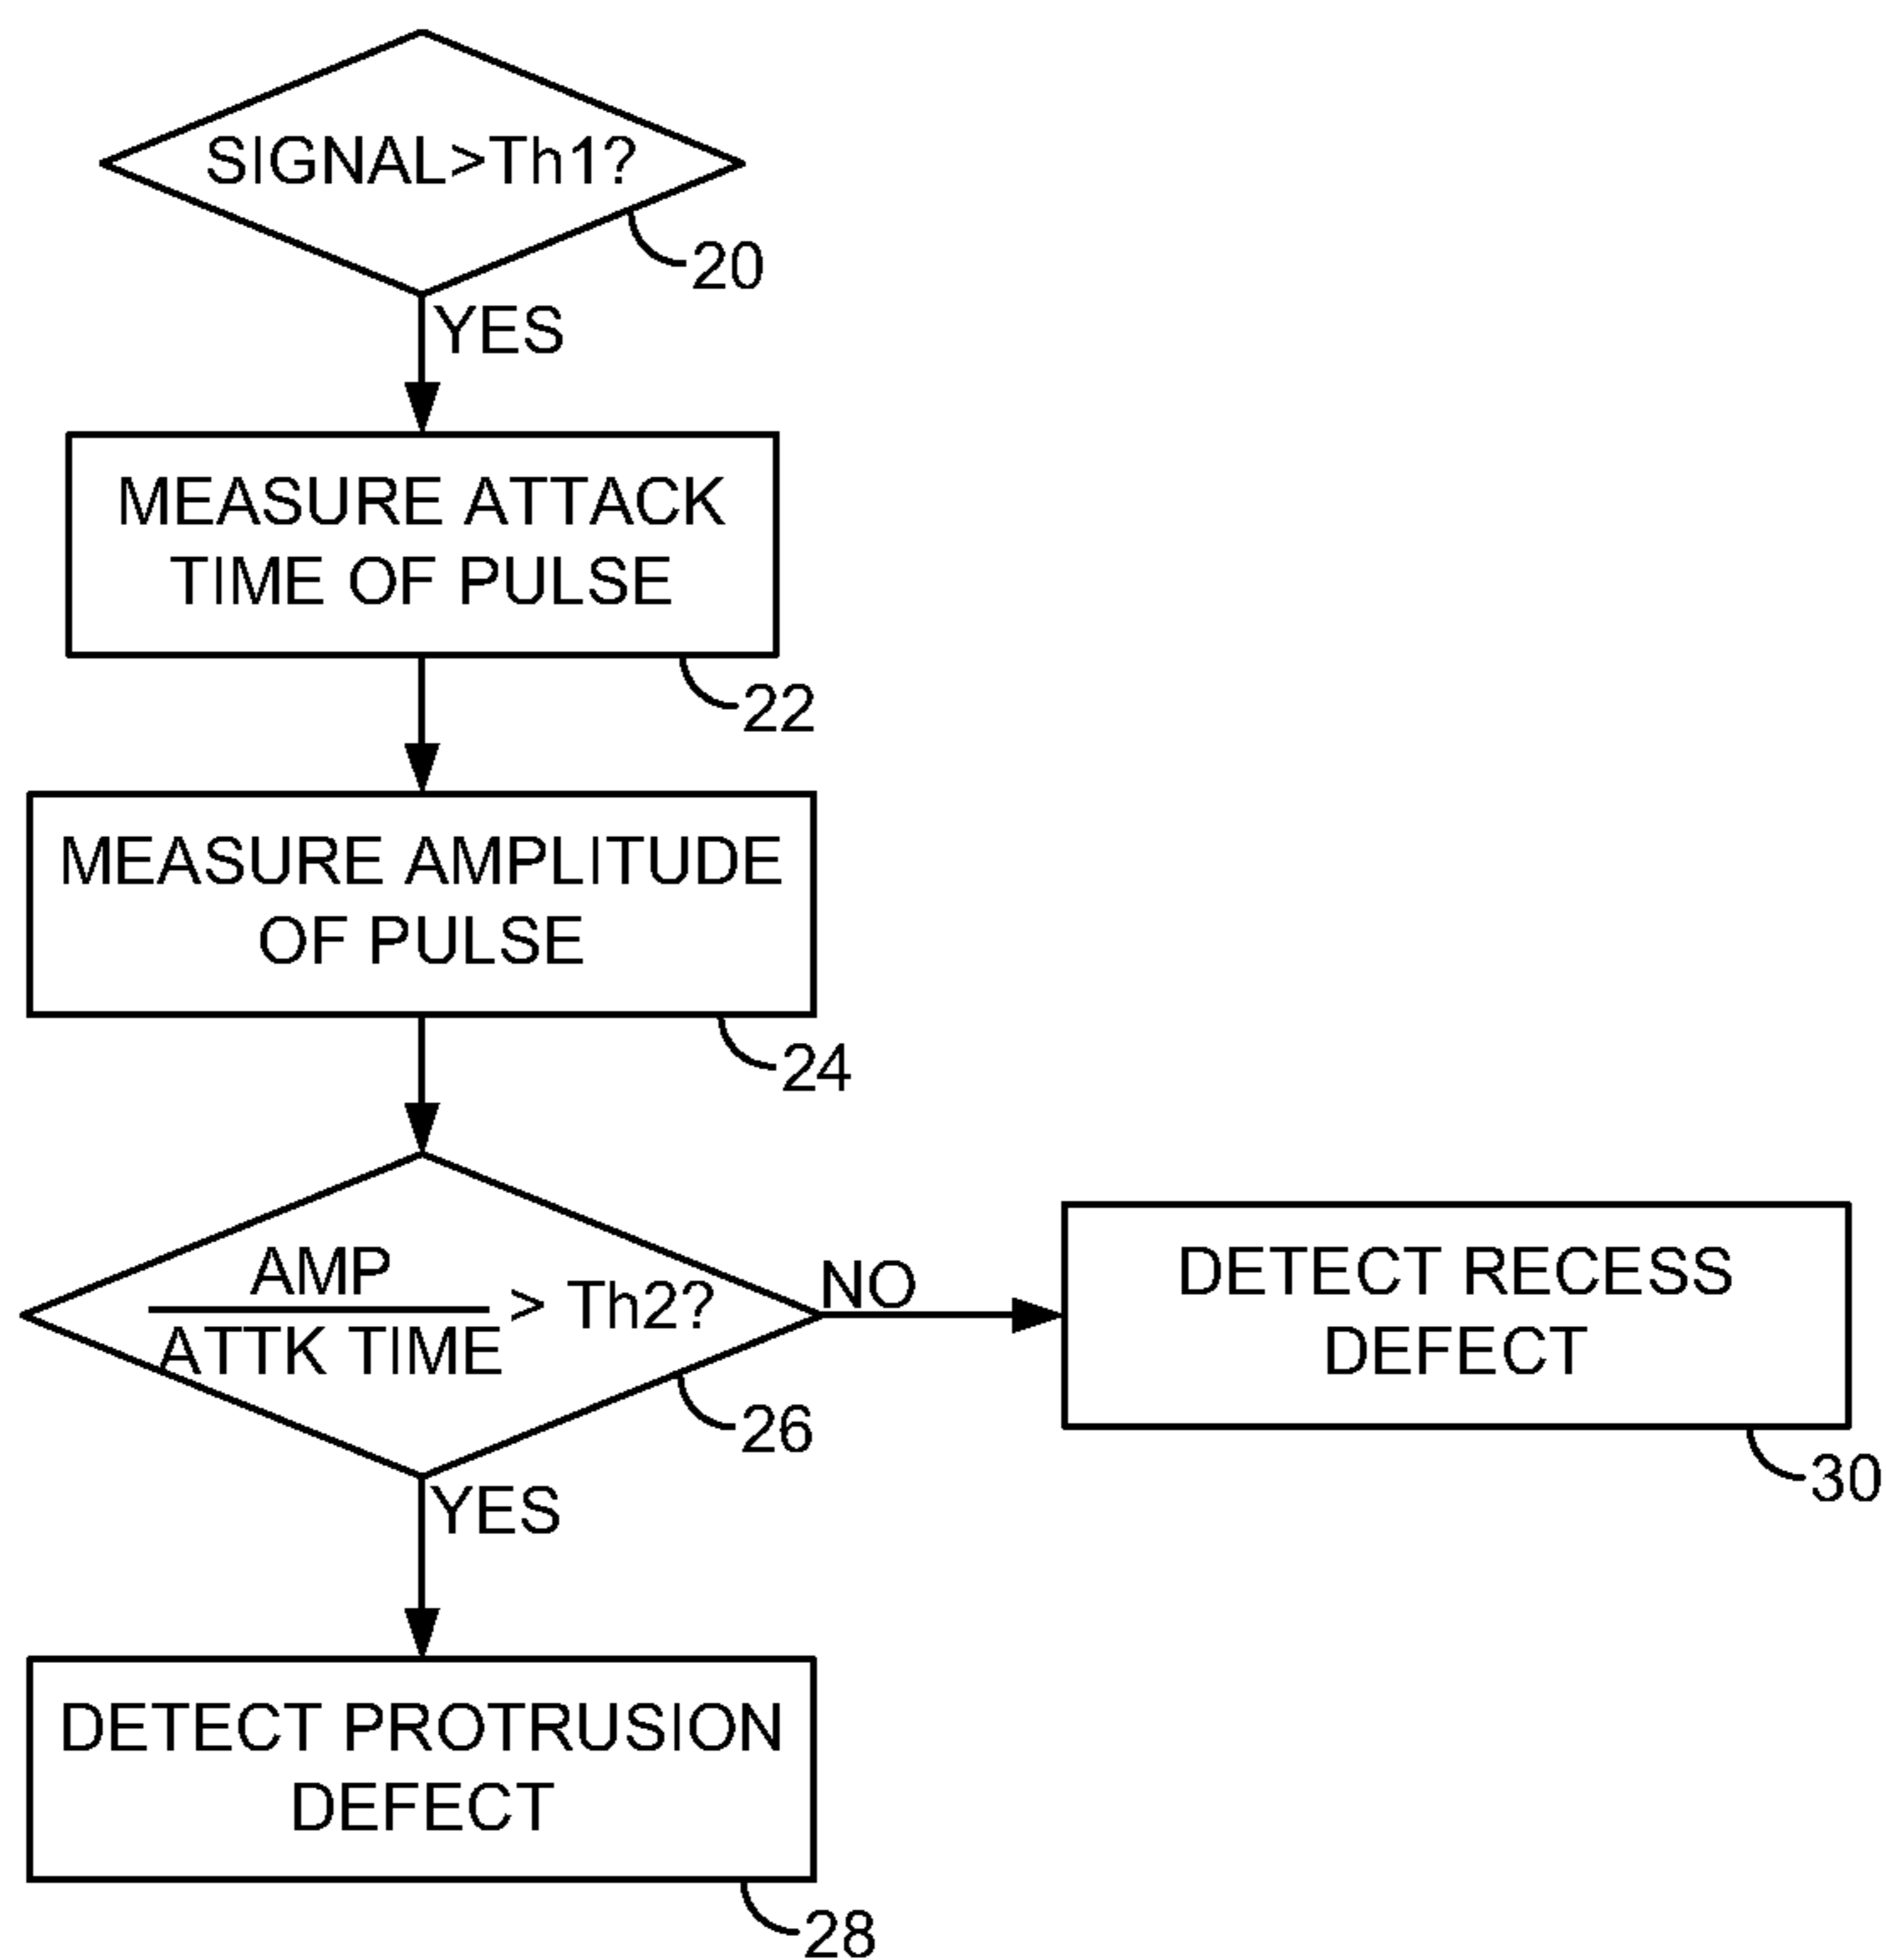 SIGNAL>Th1?
20
YES
MEASURE ATTACK
TIME OF PULSE
22
MEASURE AMPLITUDE
OF PULSE
24
AMP
ATTK TIME
> Th2?
NO
26
YES
DETECT RECESS
DEFECT
30
DETECT PROTRUSION
DEFECT
28